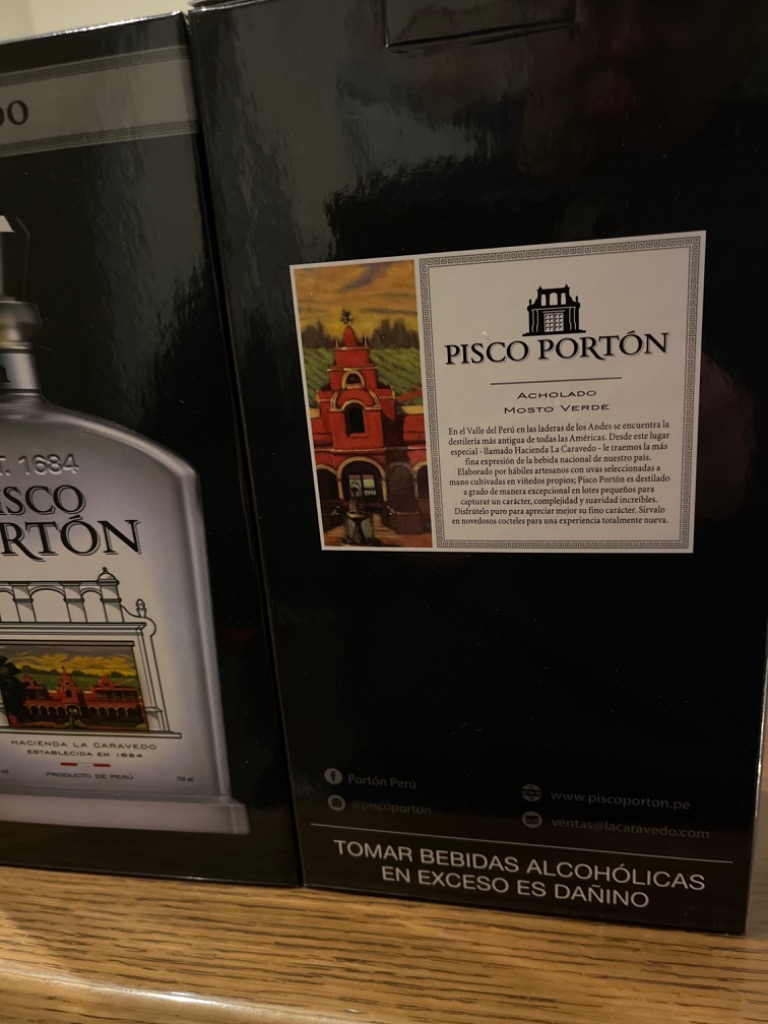 DO
T. 1684
PISCO
RTÓN
HACIENDA LA CARAVEDO
ESTABLECIDA EN 1684
PRODUCTO DE PERÚ
750 ml
PISCO PORTÓN
ACHOLADO
MOSTO VERDE
En el Valle del Perú en las laderas de los Andes se encuentra la
destilería más antigua de todas las Américas. Desde este lugar
especial - llamado Hacienda La Caravedo - le traemos la más
fina expresión de la bebida nacional de nuestro país.
Elaborado por hábiles artesanos con uvas seleccionadas a
mano cultivadas en viñedos propios; Pisco Portón es destilado
a grado de manera excepcional en lotes pequeños para
capturar un carácter, complejidad y suavidad increíbles.
Disfrútelo puro para apreciar mejor su fino carácter. Sírvalo
en novedosos cocteles para una experiencia totalmente nueva.
Portón Perú
@piscoporton
www.piscoporton.pe
ventas@lacaravedo.com
TOMAR BEBIDAS ALCOHÓLICAS
EN EXCESO ES DAÑINO